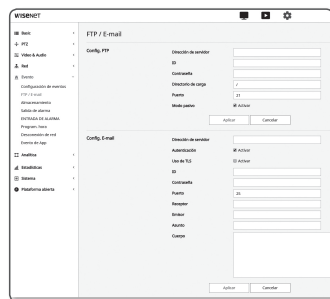 WISENET
Basic
PTZ
Video & Audio
Red
Evento
Configuración de eventos
FTP / E-mail
Almacenamiento
Salida de alarma
ENTRADA DE ALARMA
Program. hora
Desconexión de red
Evento de App
Analítica
Estadísticas
Sistema
Plataforma abierta
FTP / E-mail
Config. FTP
Dirección de servidor
ID
Contraseña
Directorio de carga /
Puerto 21
Modo pasivo Activar
Aplicar Cancelar
Config. E-mail
Dirección de servidor
Autenticación Activar
Uso de TLS Activar
ID
Contraseña
Puerto 25
Receptor
Emisor
Asunto
Cuerpo
Aplicar Cancelar